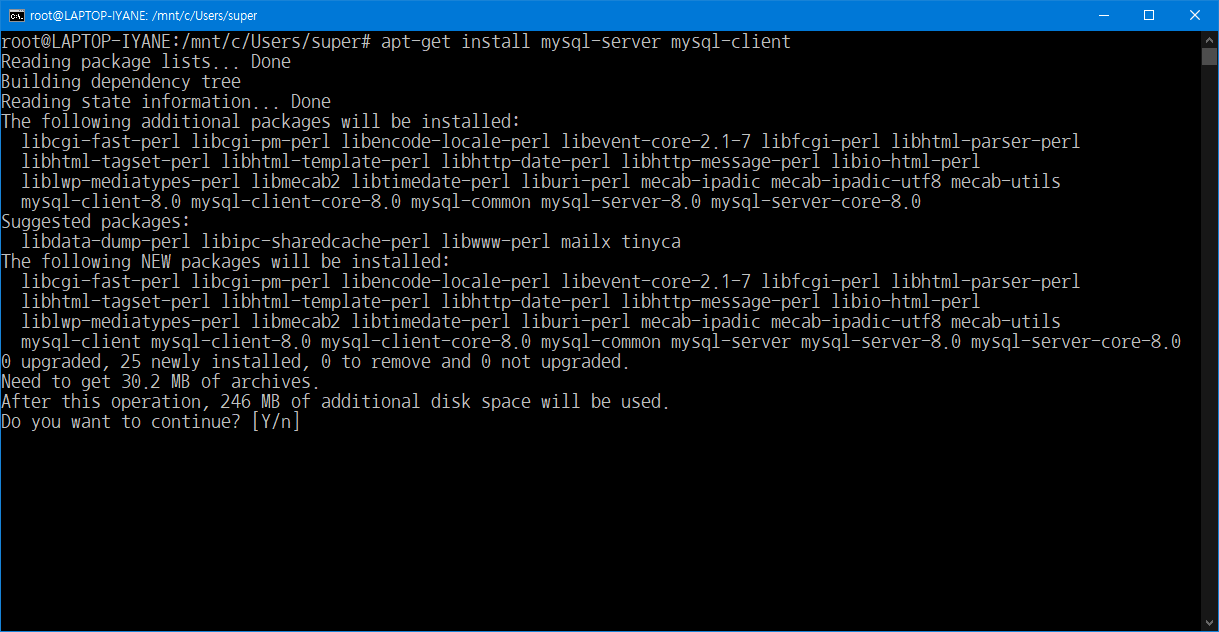 root@LAPTOP-IYANE: /mnt/c/Users/super
root@LAPTOP-IYANE:/mnt/c/Users/super# apt-get install mysql-server mysql-client
Reading package lists... Done
Building dependency tree
Reading state information... Done
The following additional packages will be installed:
  libcgi-fast-perl libcgi-pm-perl libencode-locale-perl libevent-core-2.1-7 libfcgi-perl libhtml-parser-perl
  libhtml-tagset-perl libhtml-template-perl libhttp-date-perl libhttp-message-perl libio-html-perl
  liblwp-mediatypes-perl libmecab2 libtimedate-perl liburi-perl mecab-ipadic mecab-ipadic-utf8 mecab-utils
  mysql-client-8.0 mysql-client-core-8.0 mysql-common mysql-server-8.0 mysql-server-core-8.0
Suggested packages:
  libdata-dump-perl libipc-sharedcache-perl libwww-perl mailx tinyca
The following NEW packages will be installed:
  libcgi-fast-perl libcgi-pm-perl libencode-locale-perl libevent-core-2.1-7 libfcgi-perl libhtml-parser-perl
  libhtml-tagset-perl libhtml-template-perl libhttp-date-perl libhttp-message-perl libio-html-perl
  liblwp-mediatypes-perl libmecab2 libtimedate-perl liburi-perl mecab-ipadic mecab-ipadic-utf8 mecab-utils
  mysql-client mysql-client-8.0 mysql-client-core-8.0 mysql-common mysql-server mysql-server-8.0 mysql-server-core-8.0
0 upgraded, 25 newly installed, 0 to remove and 0 not upgraded.
Need to get 30.2 MB of archives.
After this operation, 246 MB of additional disk space will be used.
Do you want to continue? [Y/n]